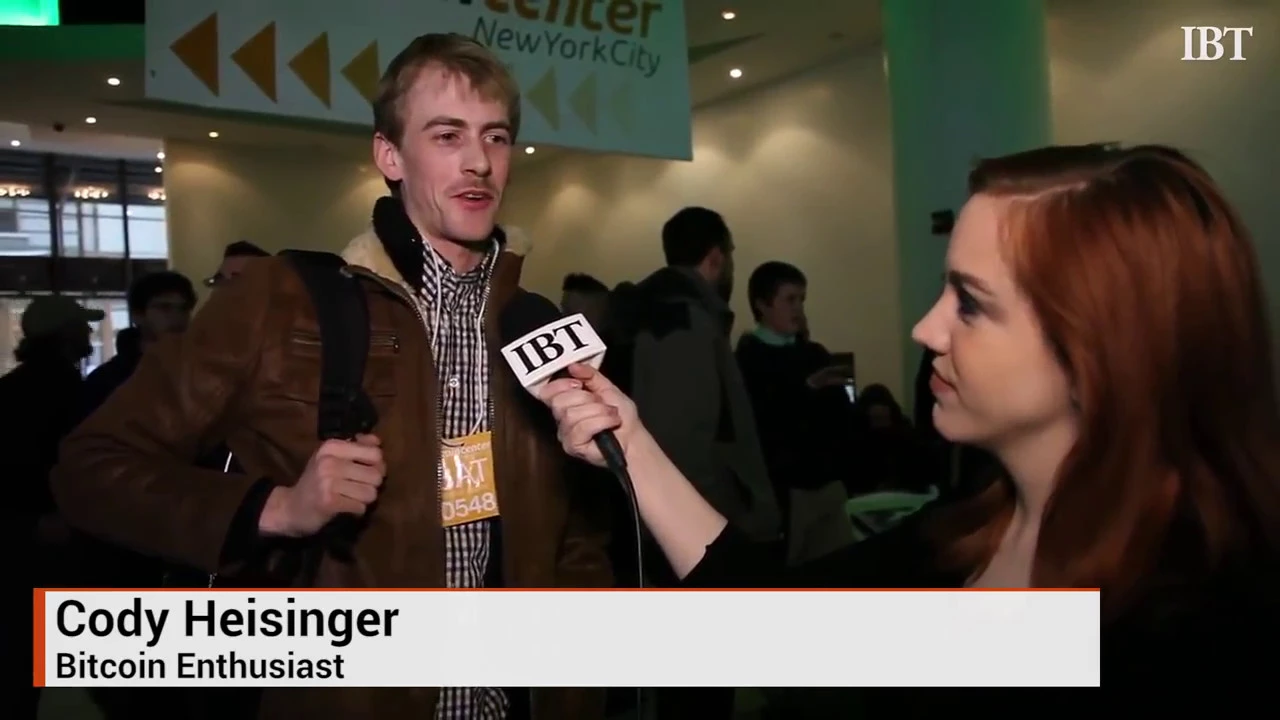 center
NewYorkCity
IBT
IBT
0548
Cody Heisinger
Bitcoin Enthusiast